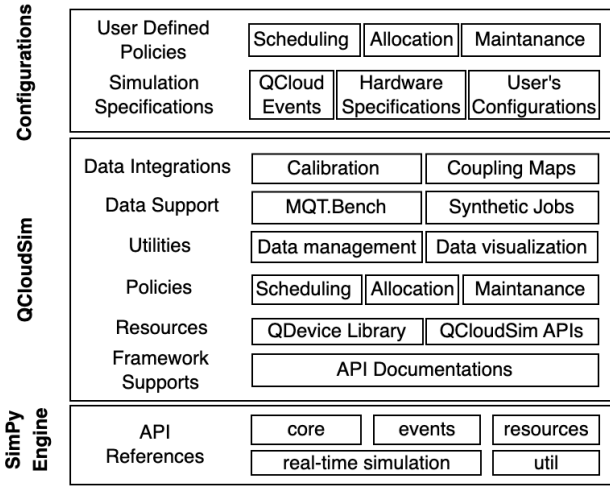 Configurations
User Defined
Policies
Scheduling
Allocation
Maintanance
Simulation
Specifications
QCloud
Events
Hardware
Specifications
User's
Configurations
QCloudSim
Data Integrations
Calibration
Coupling Maps
Data Support
MQT.Bench
Synthetic Jobs
Utilities
Data management
Data visualization
Policies
Scheduling
Allocation
Maintanance
Resources
QDevice Library
QCloudSim APIs
Framework
Supports
API Documentations
SimPy
Engine
API
References
core
events
resources
real-time simulation
util